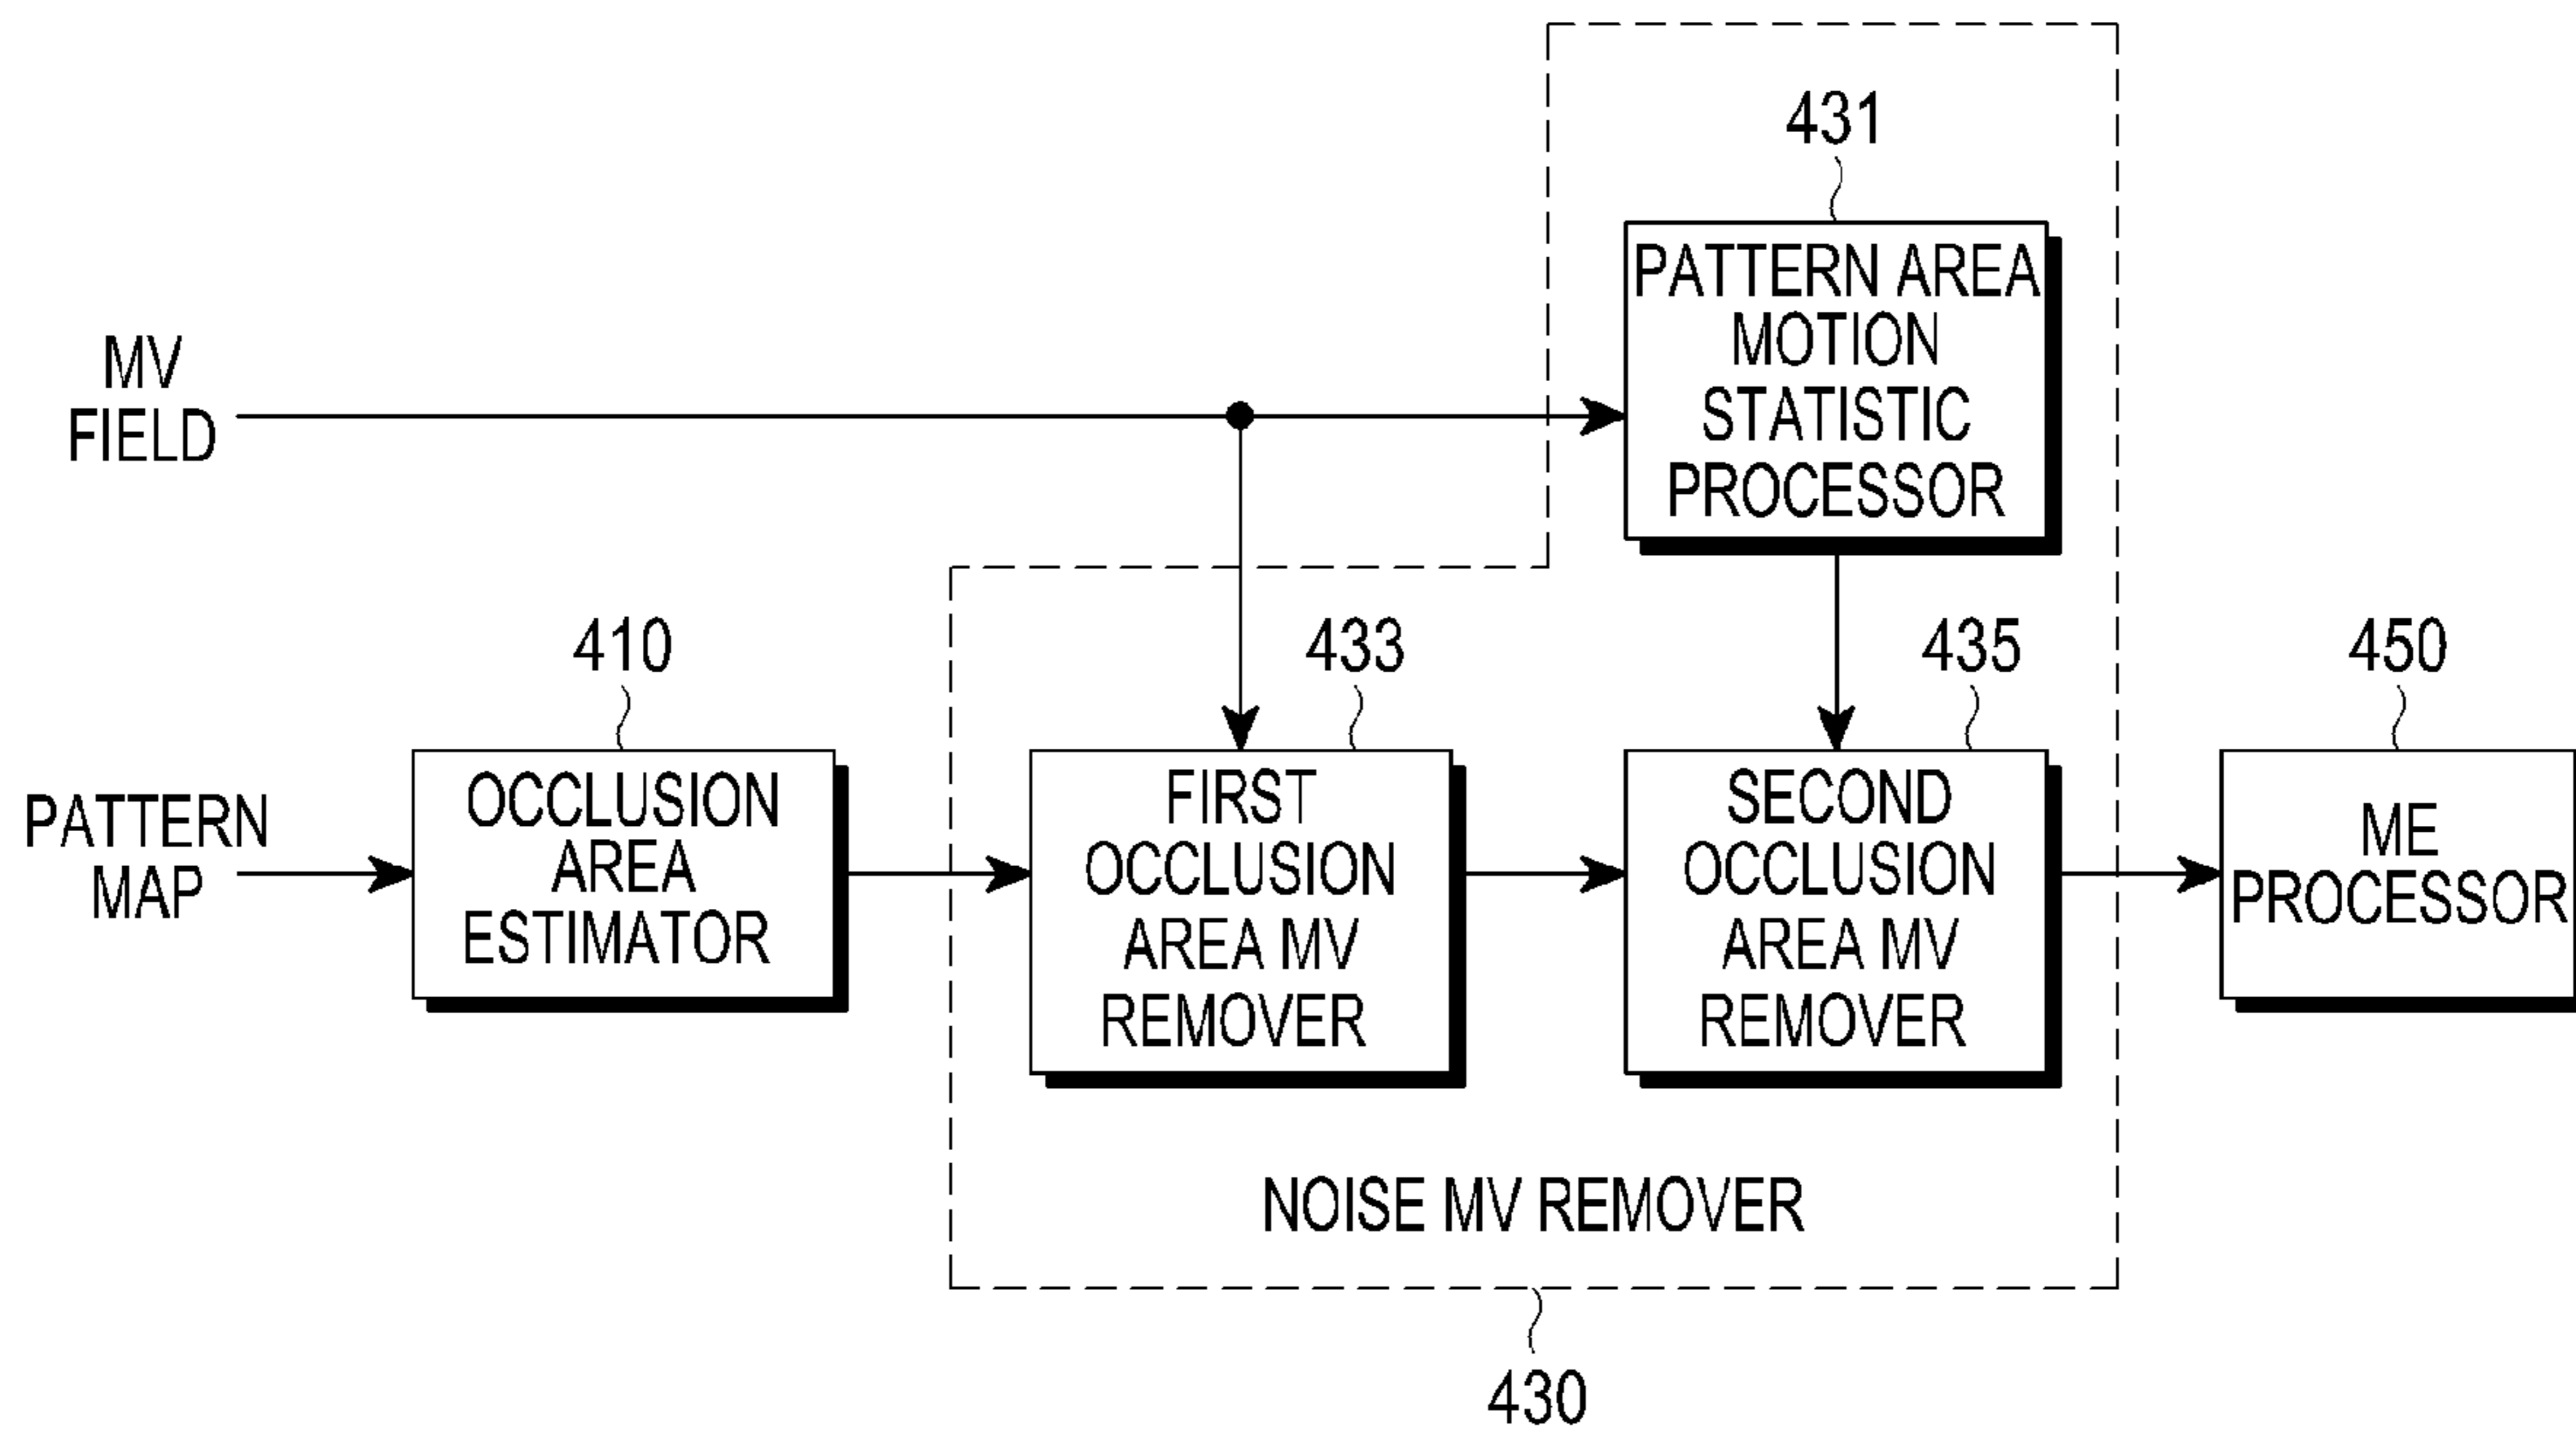 431
PATTERN AREA
MOTION
STATISTIC
PROCESSOR
MV
FIELD
410
433
435
450
PATTERN
MAP
OCCLUSION
AREA
ESTIMATOR
FIRST
OCCLUSION
AREA MV
REMOVER
SECOND
OCCLUSION
AREA MV
REMOVER
ME
PROCESSOR
NOISE MV REMOVER
430